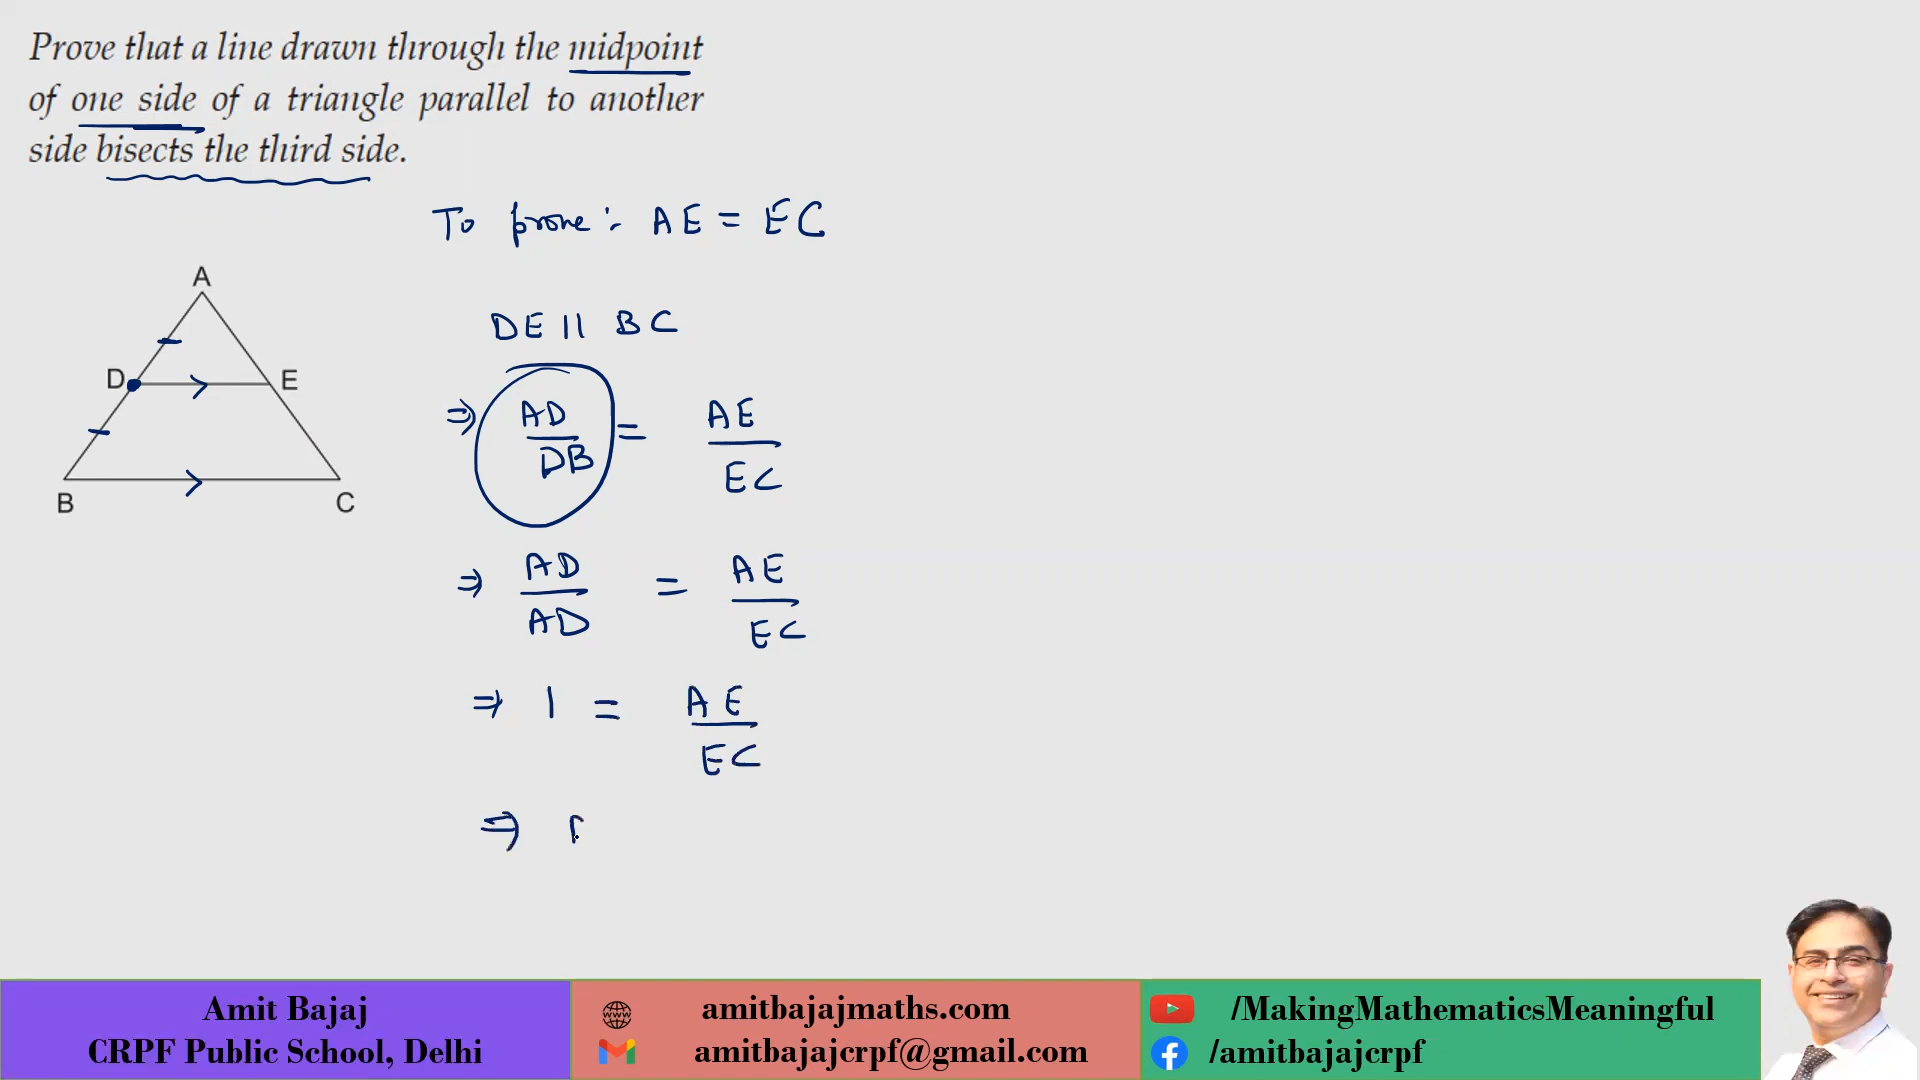 Prove that a line drawn through the midpoint
of one side of a triangle parallel to another
side bisects the third side.
To prove :- AE = EC
A
D
E
B
C
DE || BC
⇒ AD/DB = AE/EC
⇒ AD/AD = AE/EC
⇒ 1 = AE/EC
⇒
Amit Bajaj
CRPF Public School, Delhi
www
amitbajajmaths.com
amitbajajcrpf@gmail.com
/MakingMathematicsMeaningful
/amitbajajcrpf